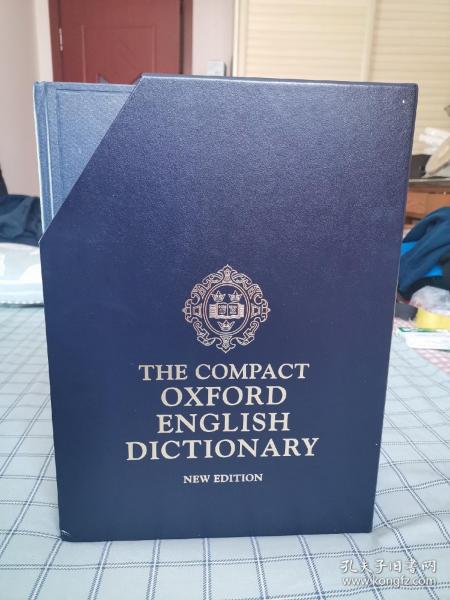 THE COMPACT
OXFORD
ENGLISH
DICTIONARY
NEW EDITION
孔夫子旧书网
www.kongfz.com